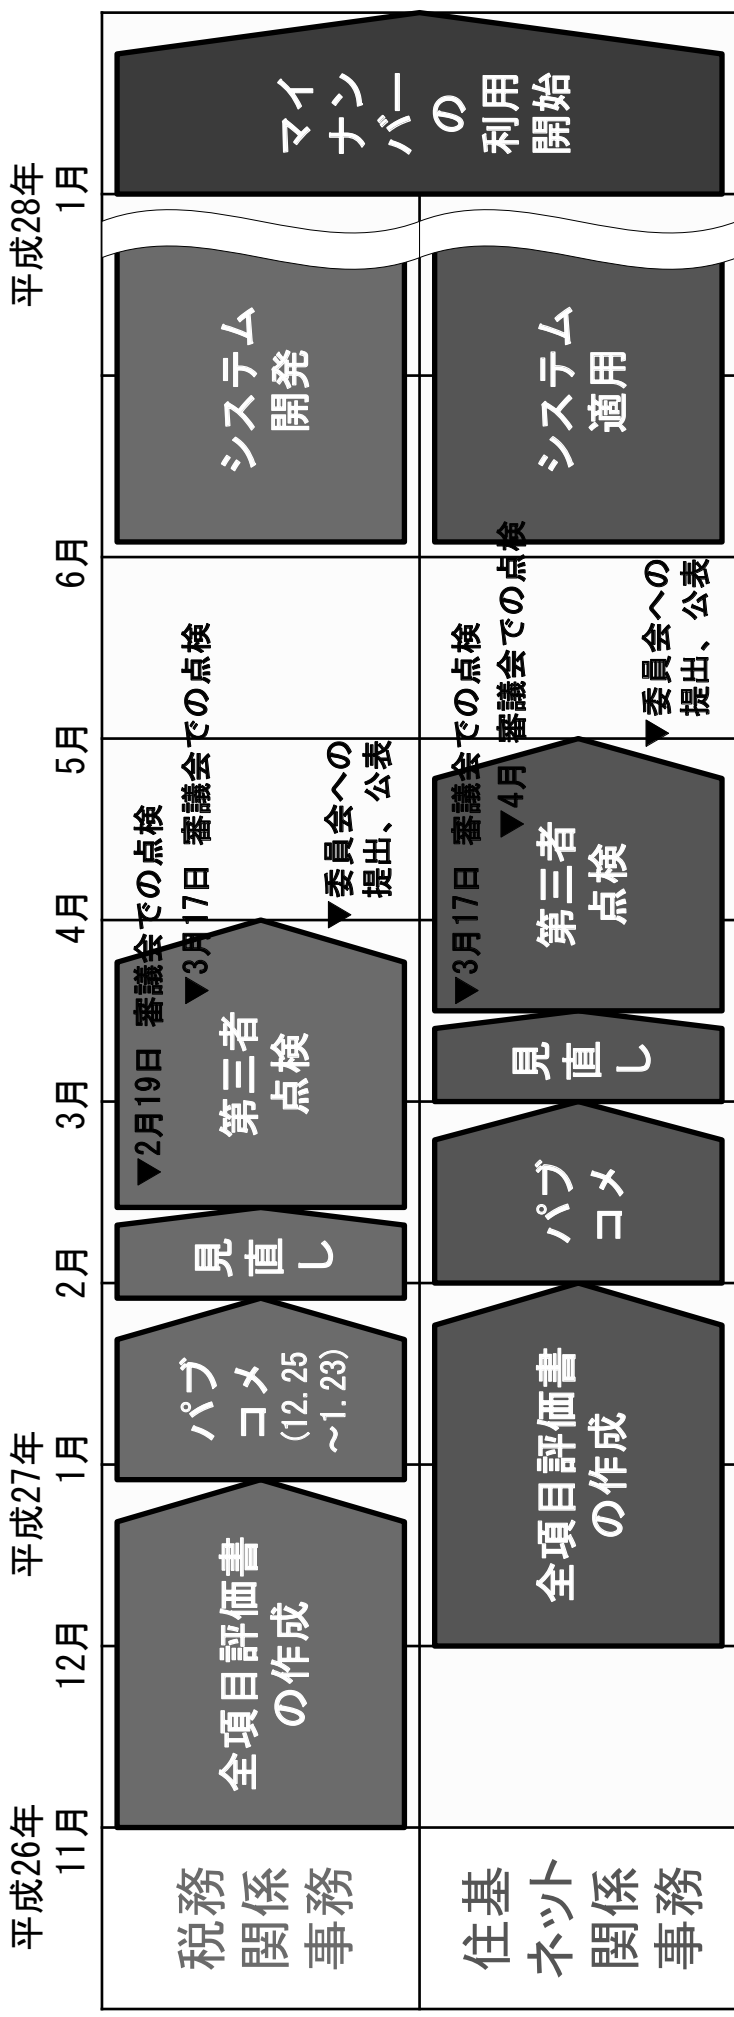 平成26年
平成27年
平成28年
11月
12月
1月
2月
3月
4月
5月
6月
1月
税務
関係
事務
全項目評価書
の作成
パブ
コメ
(12.25
～1.23)
見
直
し
第三者
点検
▼2月19日 審議会での点検
▼3月17日 審議会での点検
▼委員会への
提出、公表
システム
開発
住基
ネット
関係
事務
全項目評価書
の作成
パブ
コメ
見
直
し
第三者
点検
▼3月17日 審議会での点検
▼4月 審議会での点検
▼委員会への
提出、公表
システム
適用
マイ
ナン
バー
の
利用
開始